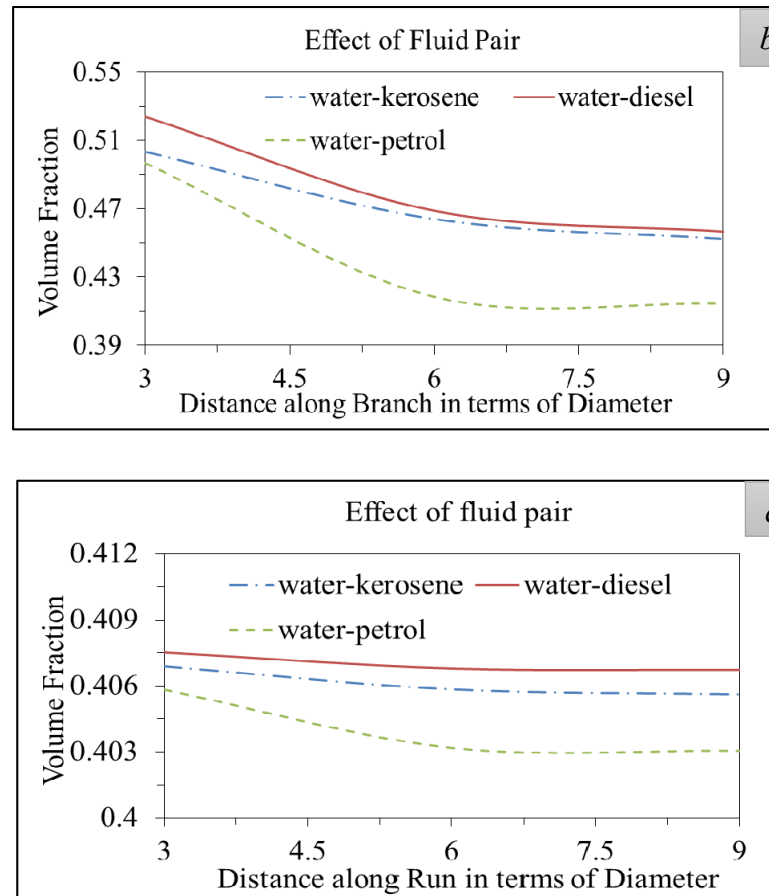 Effect of Fluid Pair
b
0.55
water-kerosene
water-diesel
0.51
water-petrol
Volume Fraction
0.47
0.43
0.39
3
4.5
6
7.5
9
Distance along Branch in terms of Diameter
Effect of fluid pair
0.412
water-kerosene
water-diesel
0.409
water-petrol
Volume Fraction
0.406
0.403
0.4
3
4.5
6
7.5
9
Distance along Run in terms of Diameter